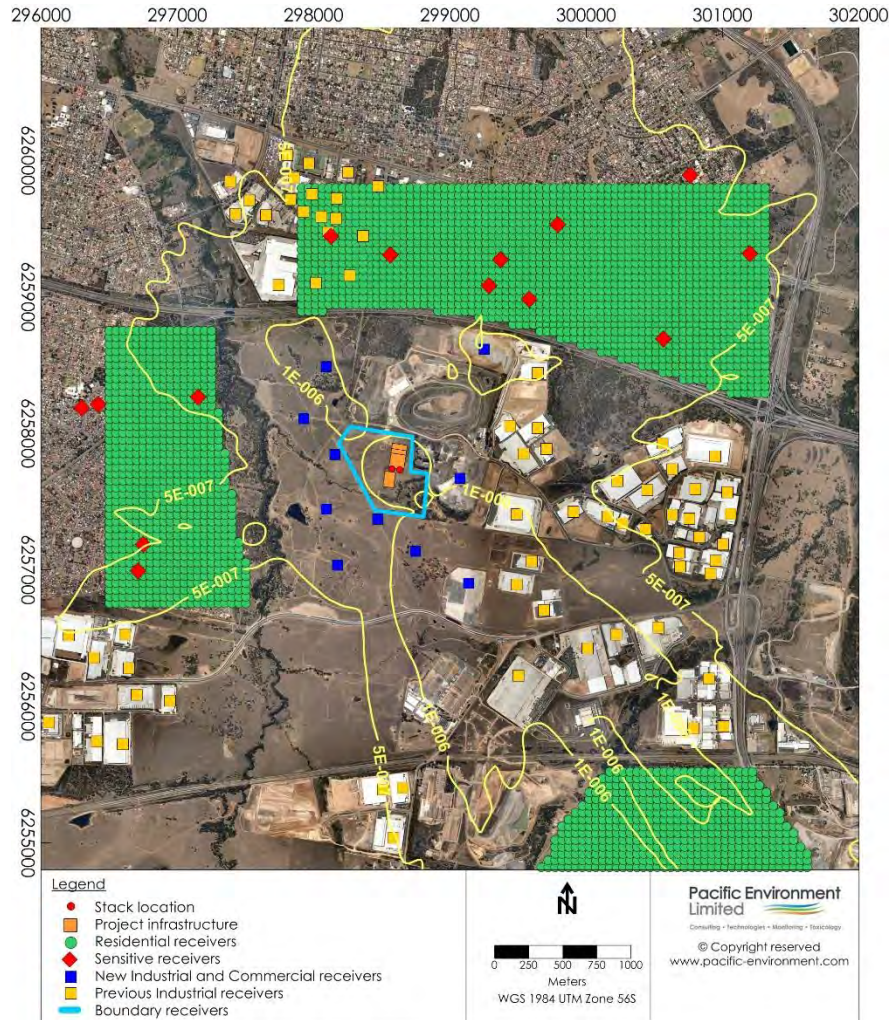 296000 297000 298000 299000 300000 301000 302000
6260000
6259000
6258000
6257000
6256000
6255000
5E-007
5E-007
1E-006
5E-007
5E-007
1E-006
5E-007
5E-007
1E-006
5E-007
1E-006
1E-006
Legend
Stack location
Project infrastructure
Residential receivers
Sensitive receivers
New Industrial and Commercial receivers
Previous Industrial receivers
Boundary receivers
N
0 250 500 750 1000
Meters
WGS 1984 UTM Zone 56S
Pacific Environment
Limited
Consulting • Technologies • Monitoring • Toxicology
© Copyright reserved
www.pacific-environment.com